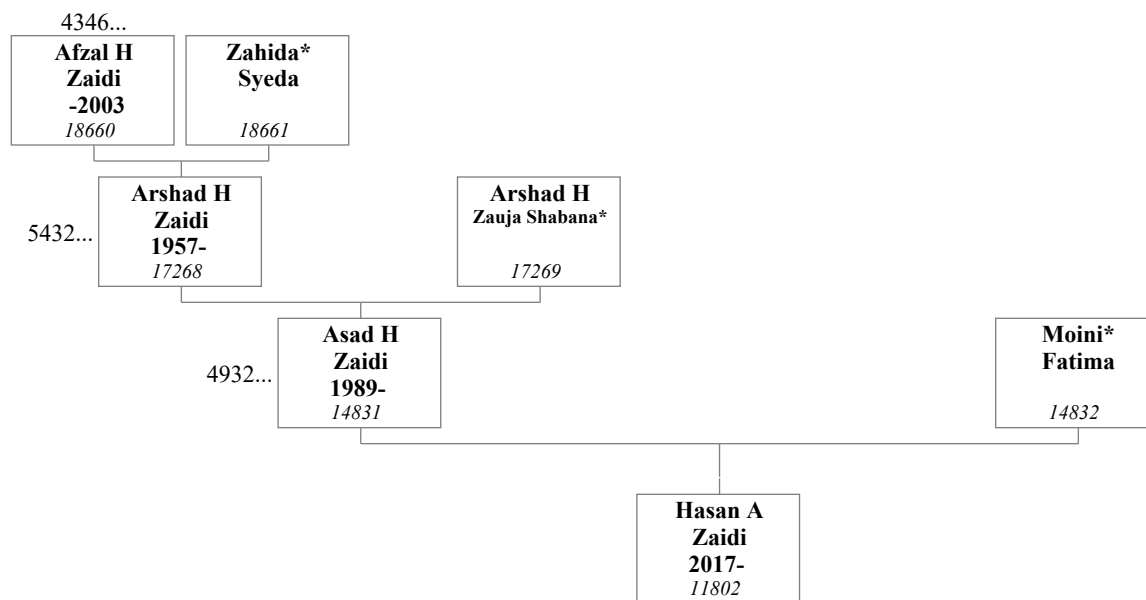 4346...
Afzal H
Zaidi
-2003
18660
Zahida*
Syeda
18661
5432...
Arshad H
Zaidi
1957-
17268
Arshad H
Zauja Shabana*
17269
4932...
Asad H
Zaidi
1989-
14831
Moini*
Fatima
14832
Hasan A
Zaidi
2017-
11802